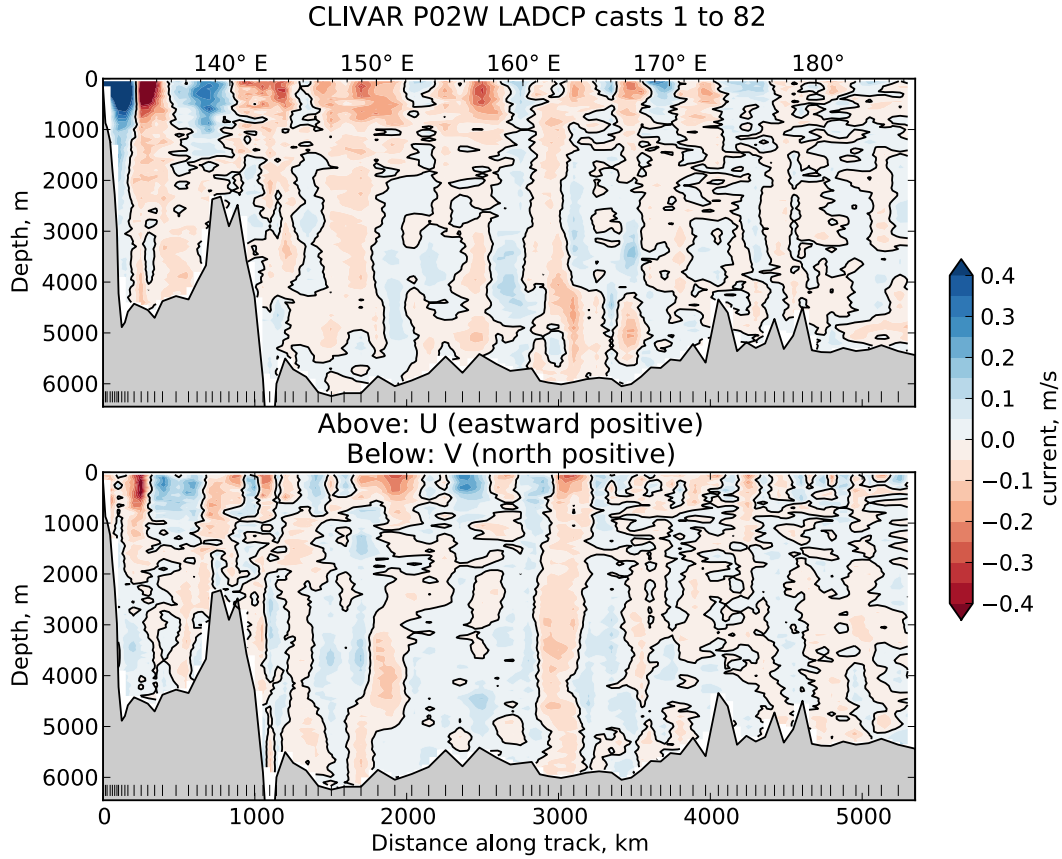 CLIVAR P02W LADCP casts 1 to 82
140° E 150° E 160° E 170° E 180°
0
1000
2000
3000
4000
5000
6000
Depth, m
Above: U (eastward positive)
Below: V (north positive)
0
1000
2000
3000
4000
5000
6000
Depth, m
0 1000 2000 3000 4000 5000
Distance along track, km
0.4
0.3
0.2
0.1
0.0
−0.1
−0.2
−0.3
−0.4
current, m/s